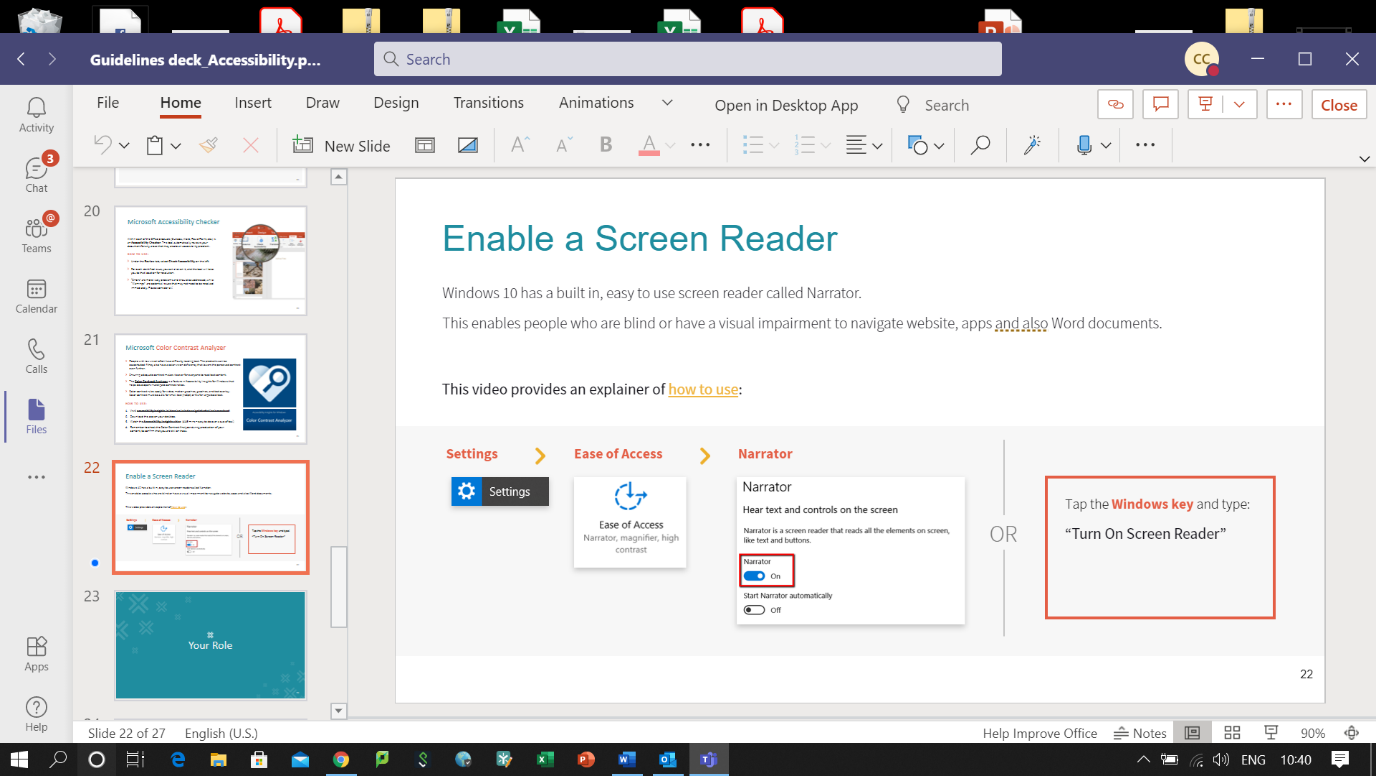 Guidelines deck_Accessibility.p...
Search
CC
File Home Insert Draw Design Transitions Animations Open in Desktop App Search Close
New Slide
B
A
Activity
3
Chat
@
Teams
Calendar
Calls
Files
Apps
Help
20
Microsoft Accessibility Checker
21
Microsoft Color Contrast Analyzer
Color Contrast Analyzer
22
Enable a Screen Reader
23
Your Role
Enable a Screen Reader
Windows 10 has a built in, easy to use screen reader called Narrator.
This enables people who are blind or have a visual impairment to navigate website, apps and also Word documents.
This video provides an explainer of how to use:
Settings
Settings
Ease of Access
Ease of Access
Narrator, magnifier, high
contrast
Narrator
Narrator
Hear text and controls on the screen
Narrator is a screen reader that reads all the elements on screen,
like text and buttons.
Narrator
On
Start Narrator automatically
Off
OR
Tap the Windows key and type:
“Turn On Screen Reader”
22
Slide 22 of 27 English (U.S.) Help Improve Office Notes 90%
ENG 10:40